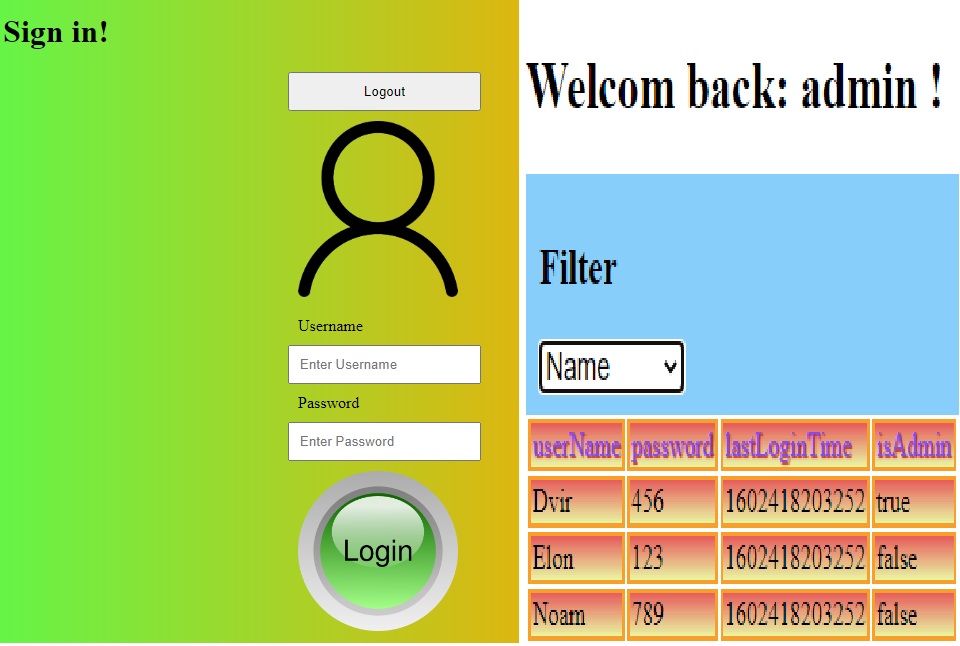 Sign in!
Logout
Username
Enter Username
Password
Enter Password
Login
Welcom back: admin !
Filter
Name
userName password lastLoginTime isAdmin
Dvir 456 1602418203252 true
Elon 123 1602418203252 false
Noam 789 1602418203252 false